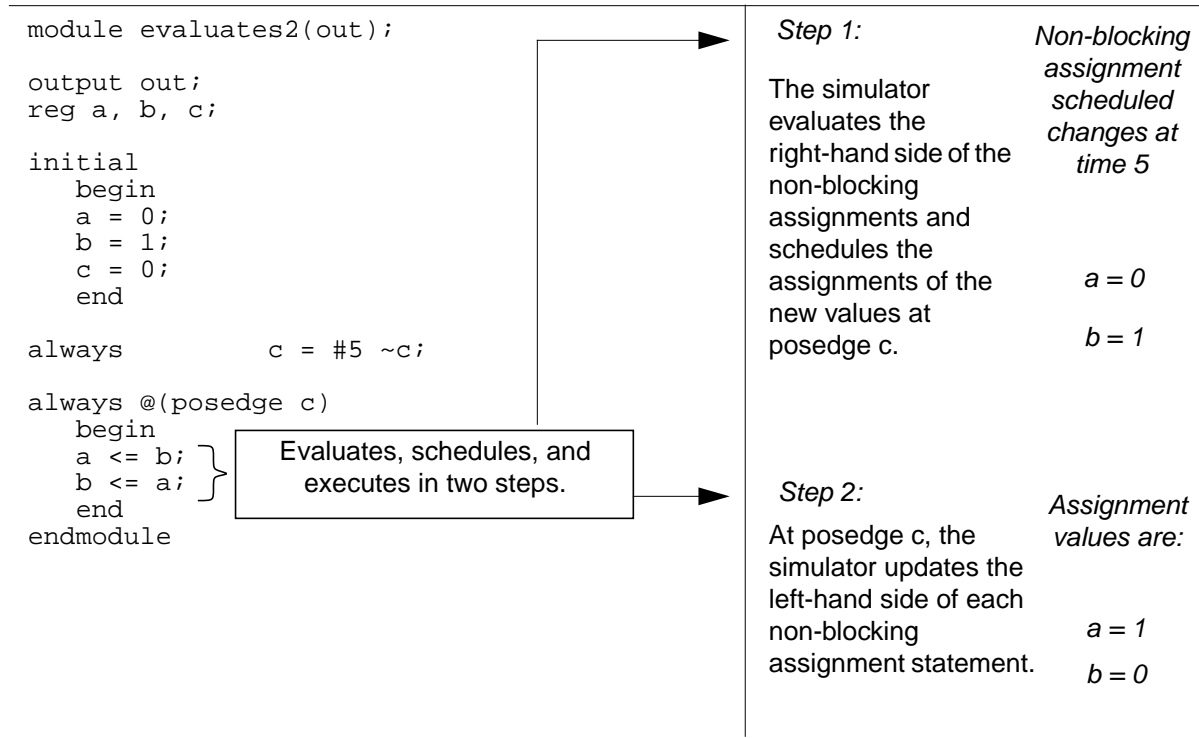 module evaluates2(out);
output out;
reg a, b, c;
initial
begin
a = 0;
b = 1;
c = 0;
end
always c = #5 ~c;
always @(posedge c)
begin
a <= b;
b <= a;
end
endmodule
Evaluates, schedules, and
executes in two steps.
Step 1:
The simulator
evaluates the
right-hand side of the
non-blocking
assignments and
schedules the
assignments of the
new values at
posedge c.
Non-blocking
assignment
scheduled
changes at
time 5
a = 0
b = 1
Step 2:
At posedge c, the
simulator updates the
left-hand side of each
non-blocking
assignment statement.
Assignment
values are:
a = 1
b = 0